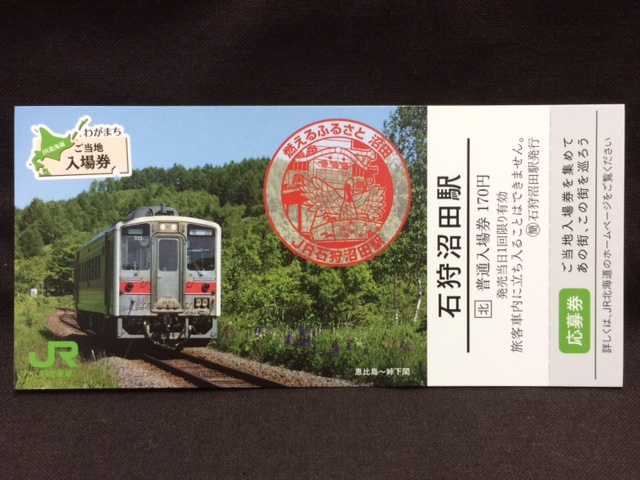 わがまち
ご当地
入場券
JR北海道
燃えるふるさと 沼田
JR石狩沼田駅
JR
JR北海道
恵比島〜峠下間
石狩沼田駅
北 普通入場券 170円
発売当日1回限り有効
旅客車内に立ち入ることはできません。
簡 石狩沼田駅発行
応募券
ご当地入場券を集めて
あの街、この街を巡ろう
詳しくは、JR北海道のホームページをご覧ください